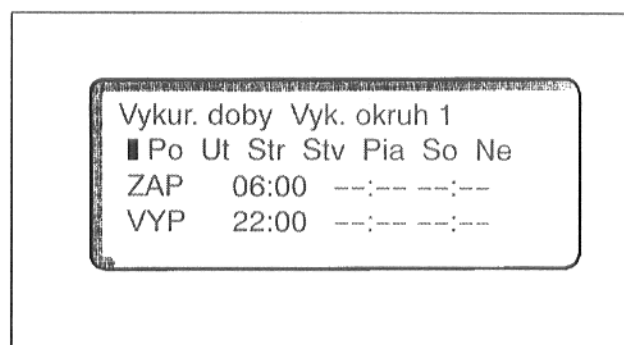 Vykur. doby Vyk. okruh 1
Po Ut Str Stv Pia So Ne
ZAP 06:00 --:-- --:--
VYP 22:00 --:-- --:--